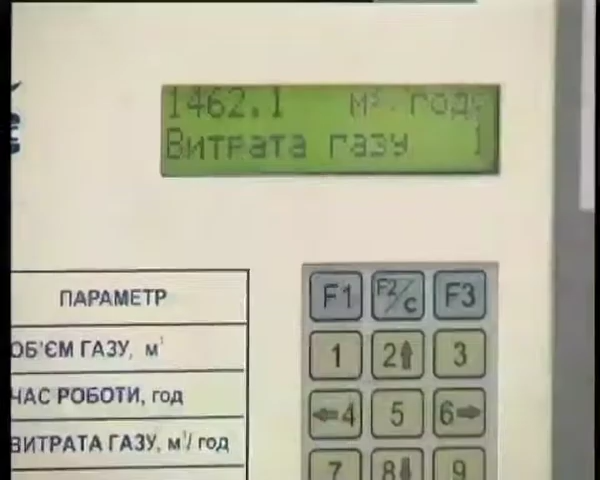 1462.1 м³/год
Витрата газу 1
ПАРАМЕТР
ОБ'ЄМ ГАЗУ, м³
ЧАС РОБОТИ, год
ВИТРАТА ГАЗУ, м³/год
F1 F2/C F3
1 2⬆ 3
⬅4 5 6➡
7 8⬇ 9